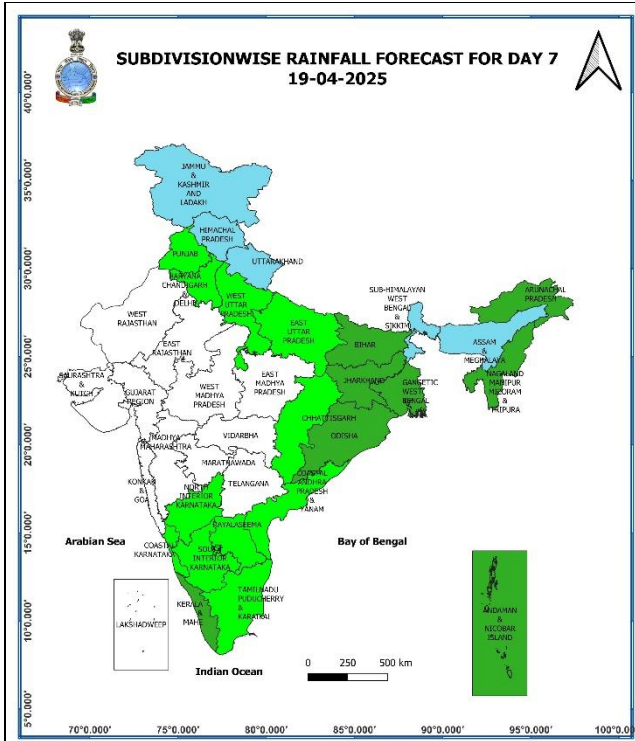 SUBDIVISIONWISE RAINFALL FORECAST FOR DAY 7
19-04-2025
40°0.000'
35°0.000'
30°0.000'
25°0.000'
20°0.000'
15°0.000'
10°0.000'
5°0.000'
JAMMU
&
KASHMIR
AND
LADAKH
HIMACHAL
PRADESH
UTTARAKHAND
PUNJAB
HARYANA
CHANDIGARH
&
DELHI
WEST
UTTAR
PRADESH
EAST
UTTAR
PRADESH
WEST
RAJASTHAN
EAST
RAJASTHAN
SUB-HIMALAYAN
WEST
BENGAL
&
SIKKIM
ARUNACHAL
PRADESH
ASSAM
&
MEGHALAYA
NAGALAND
MANIPUR
MIZORAM
&
TRIPURA
BIHAR
JHARKHAND
GANGETIC
WEST
BENGAL
SAURASHTRA
&
KUTCH
GUJARAT
REGION
WEST
MADHYA
PRADESH
EAST
MADHYA
PRADESH
CHHATTISGARH
ODISHA
VIDARBHA
MADHYA
MAHARASHTRA
MARATHAWADA
TELANGANA
KONKAN
&
GOA
NORTH
INTERIOR
KARNATAKA
COASTAL
ANDHRA
PRADESH
&
YANAM
RAYALASEEMA
COASTAL
KARNATAKA
SOUTH
INTERIOR
KARNATAKA
TAMILNADU
PUDUCHERRY
&
KARAIKAL
KERALA
&
MAHE
LAKSHADWEEP
ANDAMAN
&
NICOBAR
ISLAND
Arabian Sea
Bay of Bengal
Indian Ocean
0 250 500 km
70°0.000' 75°0.000' 80°0.000' 85°0.000' 90°0.000' 95°0.000' 100°0.000'